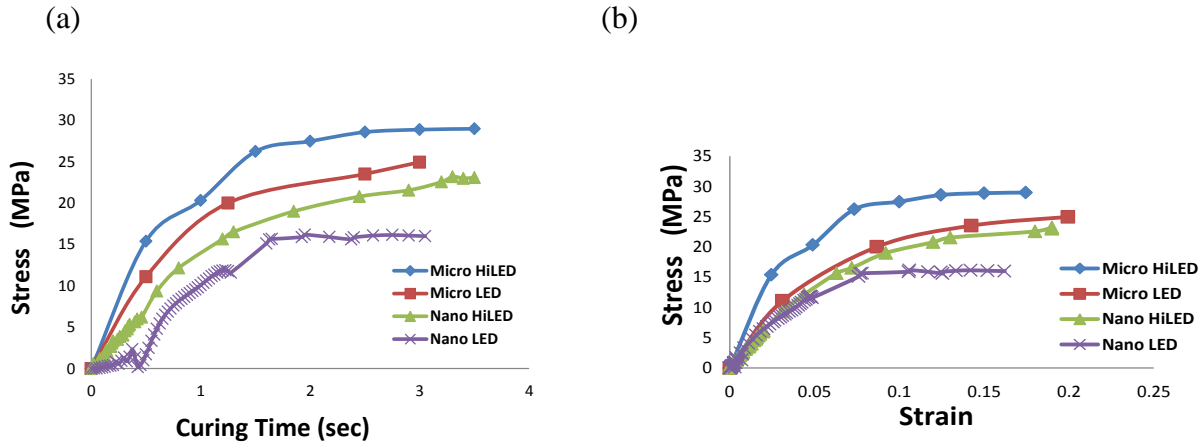 (a)
35
30
25
20
15
10
5
0
Stress (MPa)
0 1 2 3 4
Curing Time (sec)
Micro HiLED
Micro LED
Nano HiLED
Nano LED
(b)
35
30
25
20
15
10
5
0
Stress (MPa)
0 0.05 0.1 0.15 0.2 0.25
Strain
Micro HiLED
Micro LED
Nano HiLED
Nano LED